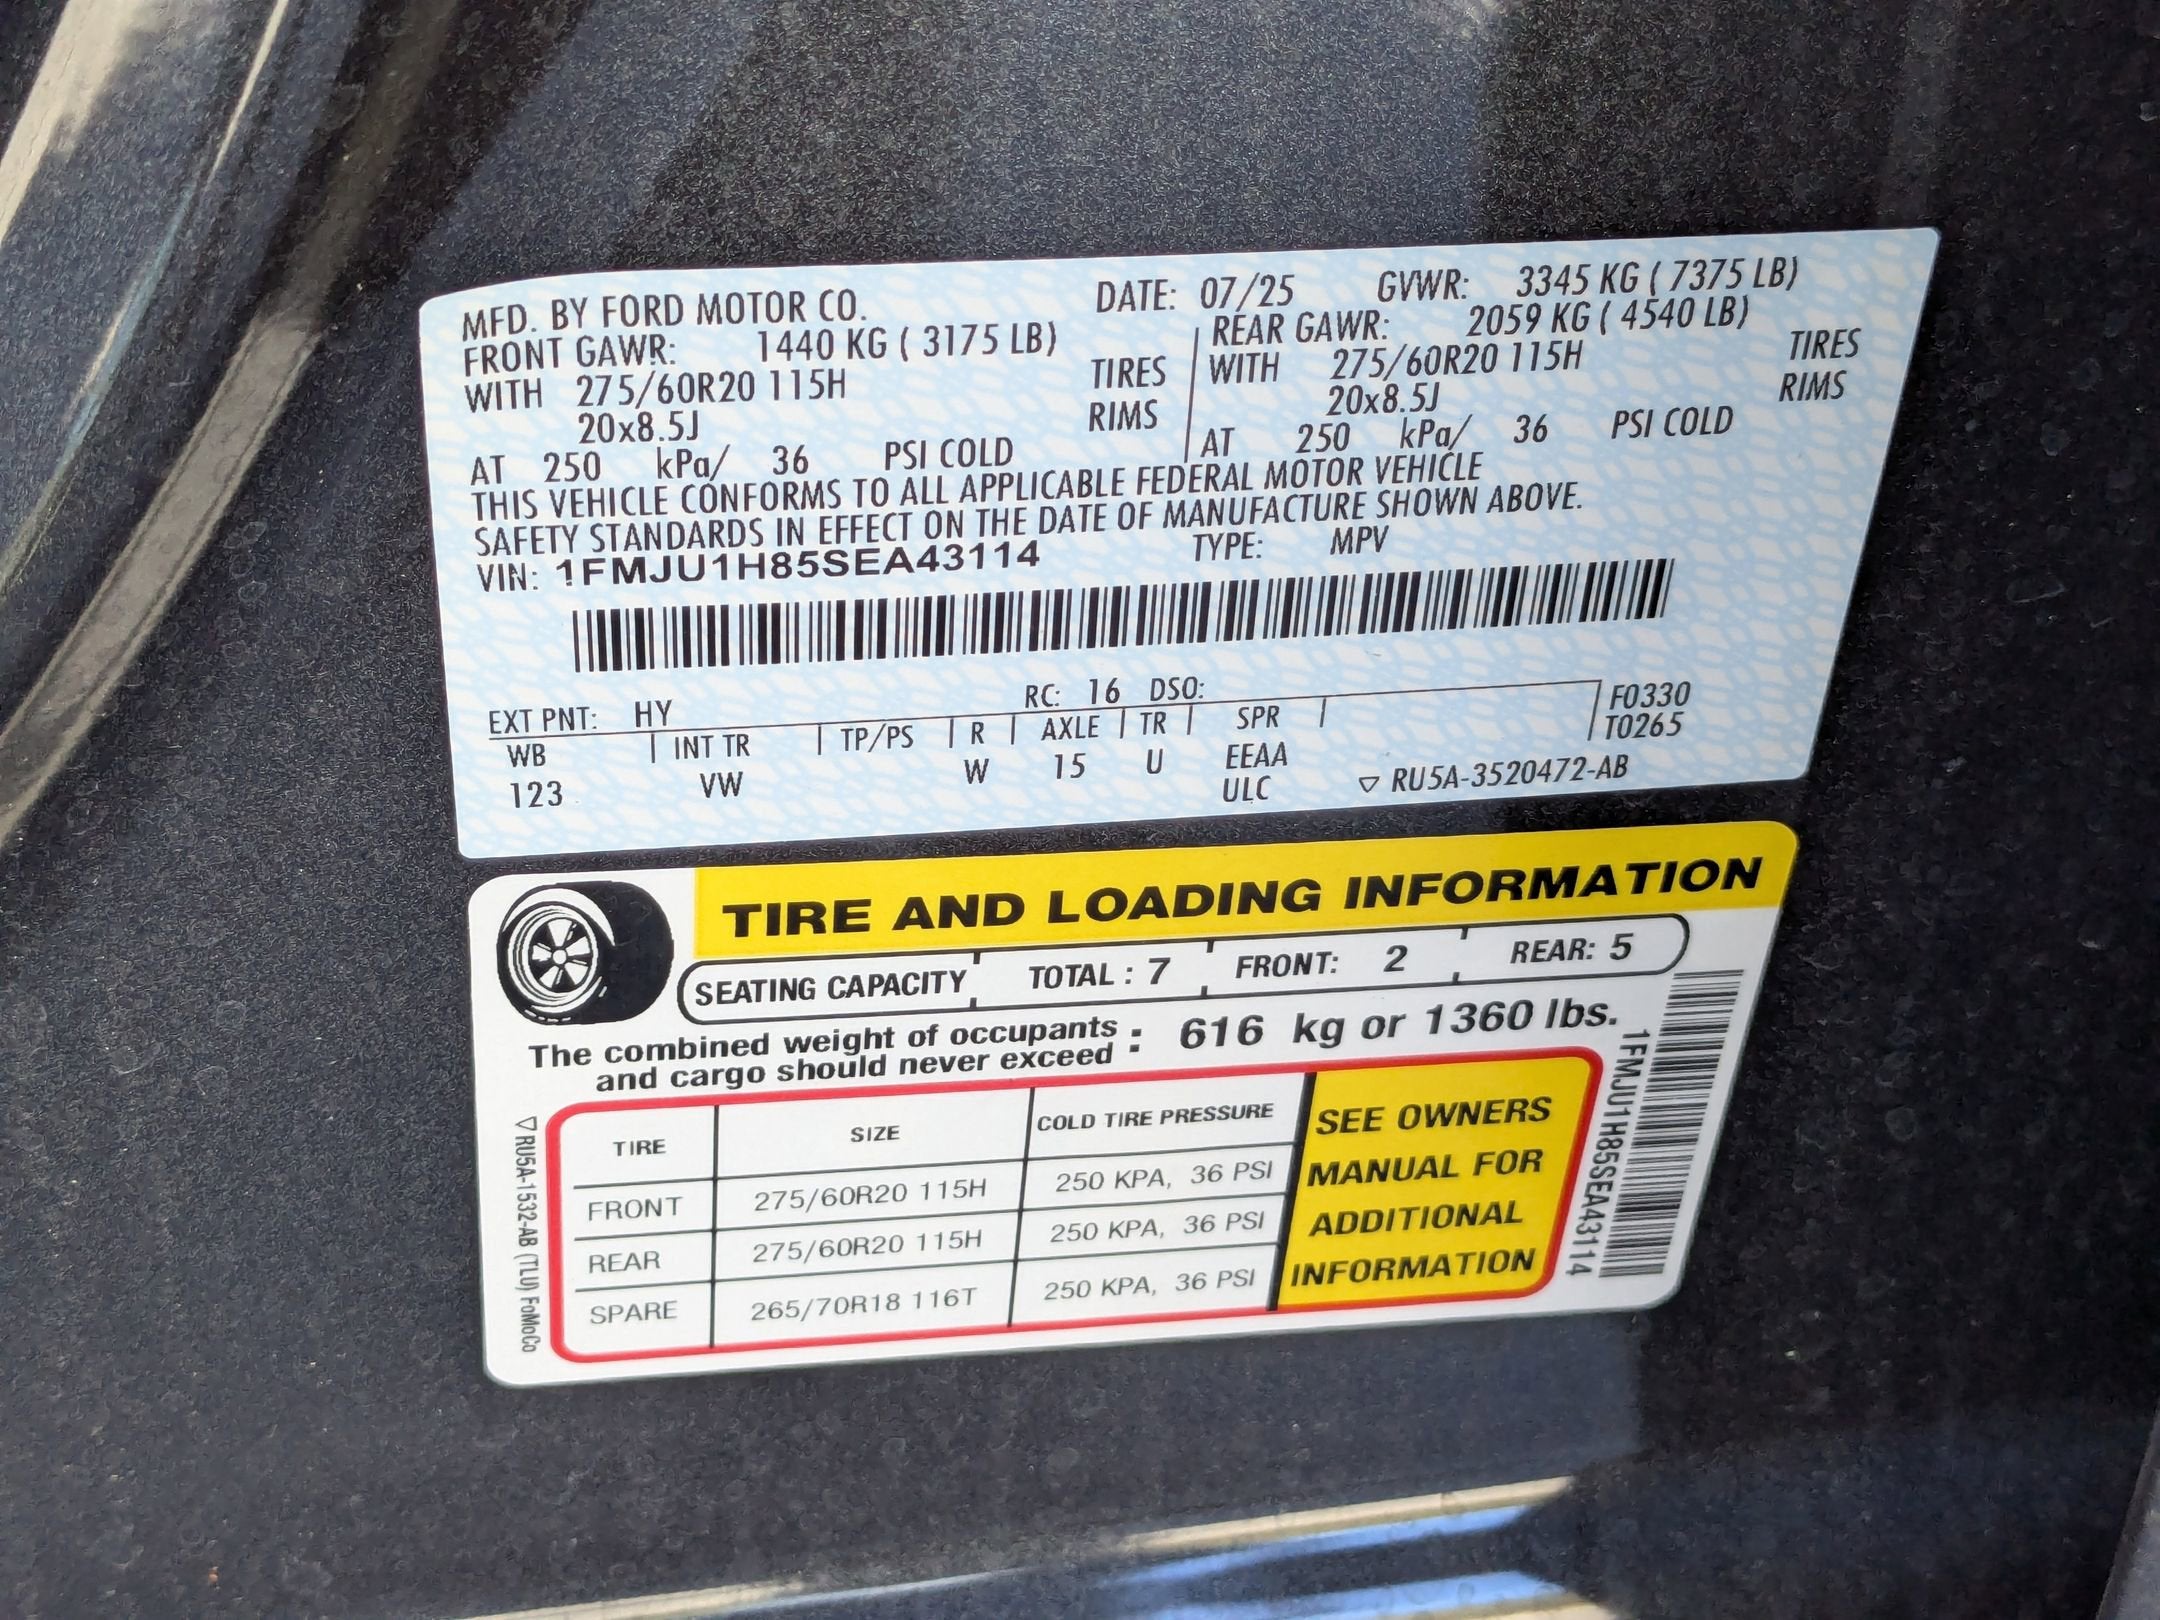 MFD. BY FORD MOTOR CO. DATE: 07/25 GVWR: 3345 KG ( 7375 LB)
FRONT GAWR: 1440 KG ( 3175 LB) REAR GAWR: 2059 KG ( 4540 LB)
WITH 275/60R20 115H TIRES WITH 275/60R20 115H TIRES
20x8.5J RIMS 20x8.5J RIMS
AT 250 kPa/ 36 PSI COLD AT 250 kPa/ 36 PSI COLD
THIS VEHICLE CONFORMS TO ALL APPLICABLE FEDERAL MOTOR VEHICLE
SAFETY STANDARDS IN EFFECT ON THE DATE OF MANUFACTURE SHOWN ABOVE.
VIN: 1FMJU1H85SEA43114 TYPE: MPV
EXT PNT: HY RC: 16 DSO: F0330
WB INT TR TP/PS R AXLE TR SPR T0265
123 VW W 15 U EEAA
ULC RU5A-3520472-AB
TIRE AND LOADING INFORMATION
SEATING CAPACITY TOTAL : 7 FRONT: 2 REAR: 5
The combined weight of occupants
and cargo should never exceed : 616 kg or 1360 lbs.
TIRE SIZE COLD TIRE PRESSURE
FRONT 275/60R20 115H 250 KPA, 36 PSI
REAR 275/60R20 115H 250 KPA, 36 PSI
SPARE 265/70R18 116T 250 KPA, 36 PSI
SEE OWNERS
MANUAL FOR
ADDITIONAL
INFORMATION
1FMJU1H85SEA43114
RU5A-1532-AB (TLU) FoMoCo